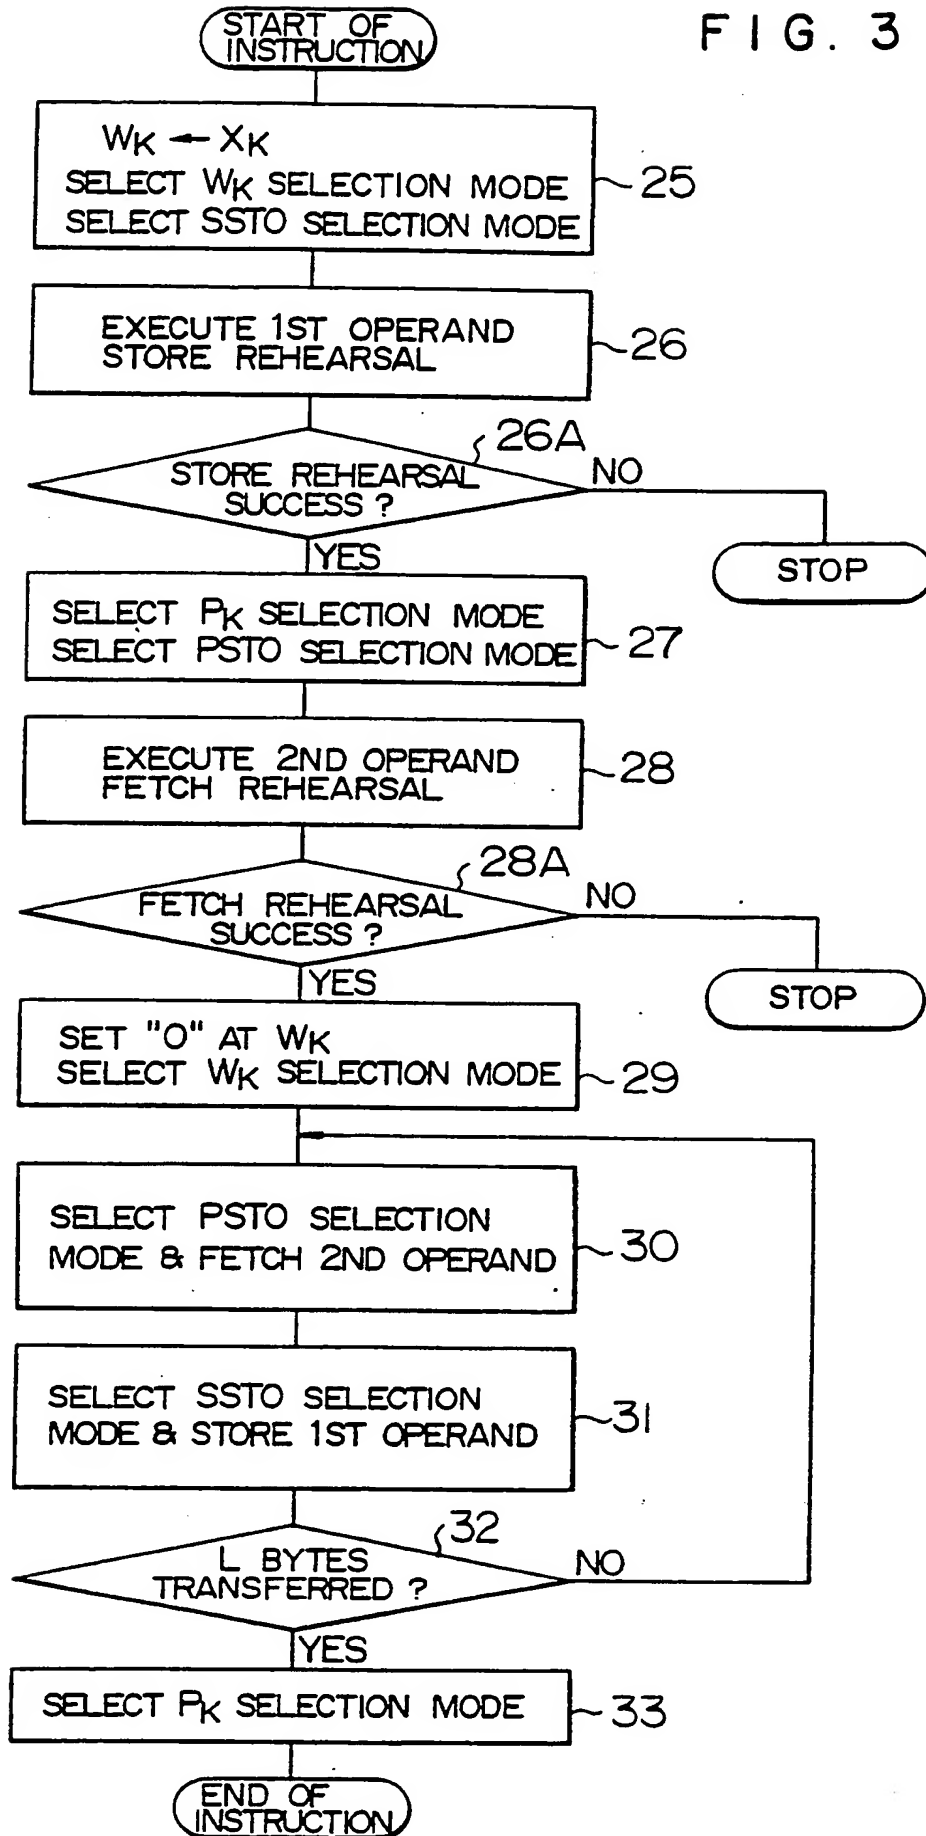 FIG. 3
START OF
INSTRUCTION
WK ← XK
SELECT WK SELECTION MODE
SELECT SSTO SELECTION MODE
25
EXECUTE 1ST OPERAND
STORE REHEARSAL
26
26A
STORE REHEARSAL
SUCCESS ?
NO
YES
STOP
SELECT PK SELECTION MODE
SELECT PSTO SELECTION MODE
27
EXECUTE 2ND OPERAND
FETCH REHEARSAL
28
28A
FETCH REHEARSAL
SUCCESS ?
NO
YES
STOP
SET "0" AT WK
SELECT WK SELECTION MODE
29
SELECT PSTO SELECTION
MODE & FETCH 2ND OPERAND
30
SELECT SSTO SELECTION
MODE & STORE 1ST OPERAND
31
32
L BYTES
TRANSFERRED ?
NO
YES
SELECT PK SELECTION MODE
33
END OF
INSTRUCTION